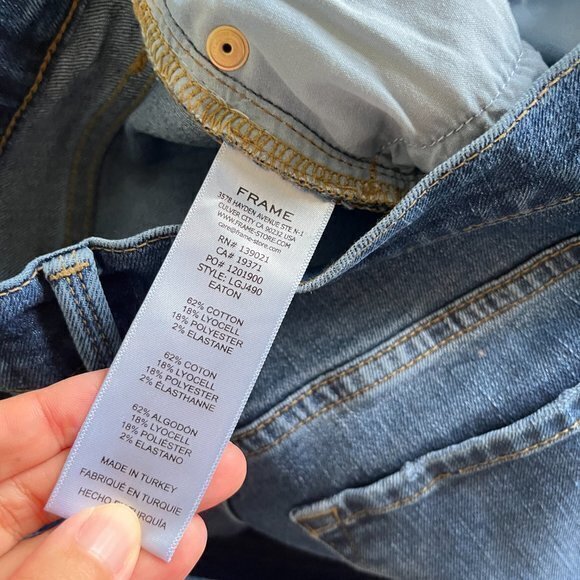 FRAME
3578 HAYDEN AVENUE STE N-1
CULVER CITY CA 90232 USA
WWW.FRAME-STORE.COM
care@frame-store.com
RN# 139021
CA# 19371
PO# 1201900
STYLE: LGJ490
EATON
62% COTTON
18% LYOCELL
18% POLYESTER
2% ELASTANE
62% COTON
18% LYOCELL
18% POLYESTER
2% ÉLASTHANNE
62% ALGODÓN
18% LYOCELL
18% POLIÉSTER
2% ELASTANO
MADE IN TURKEY
FABRIQUÉ EN TURQUIE
HECHO EN TURQUÍA